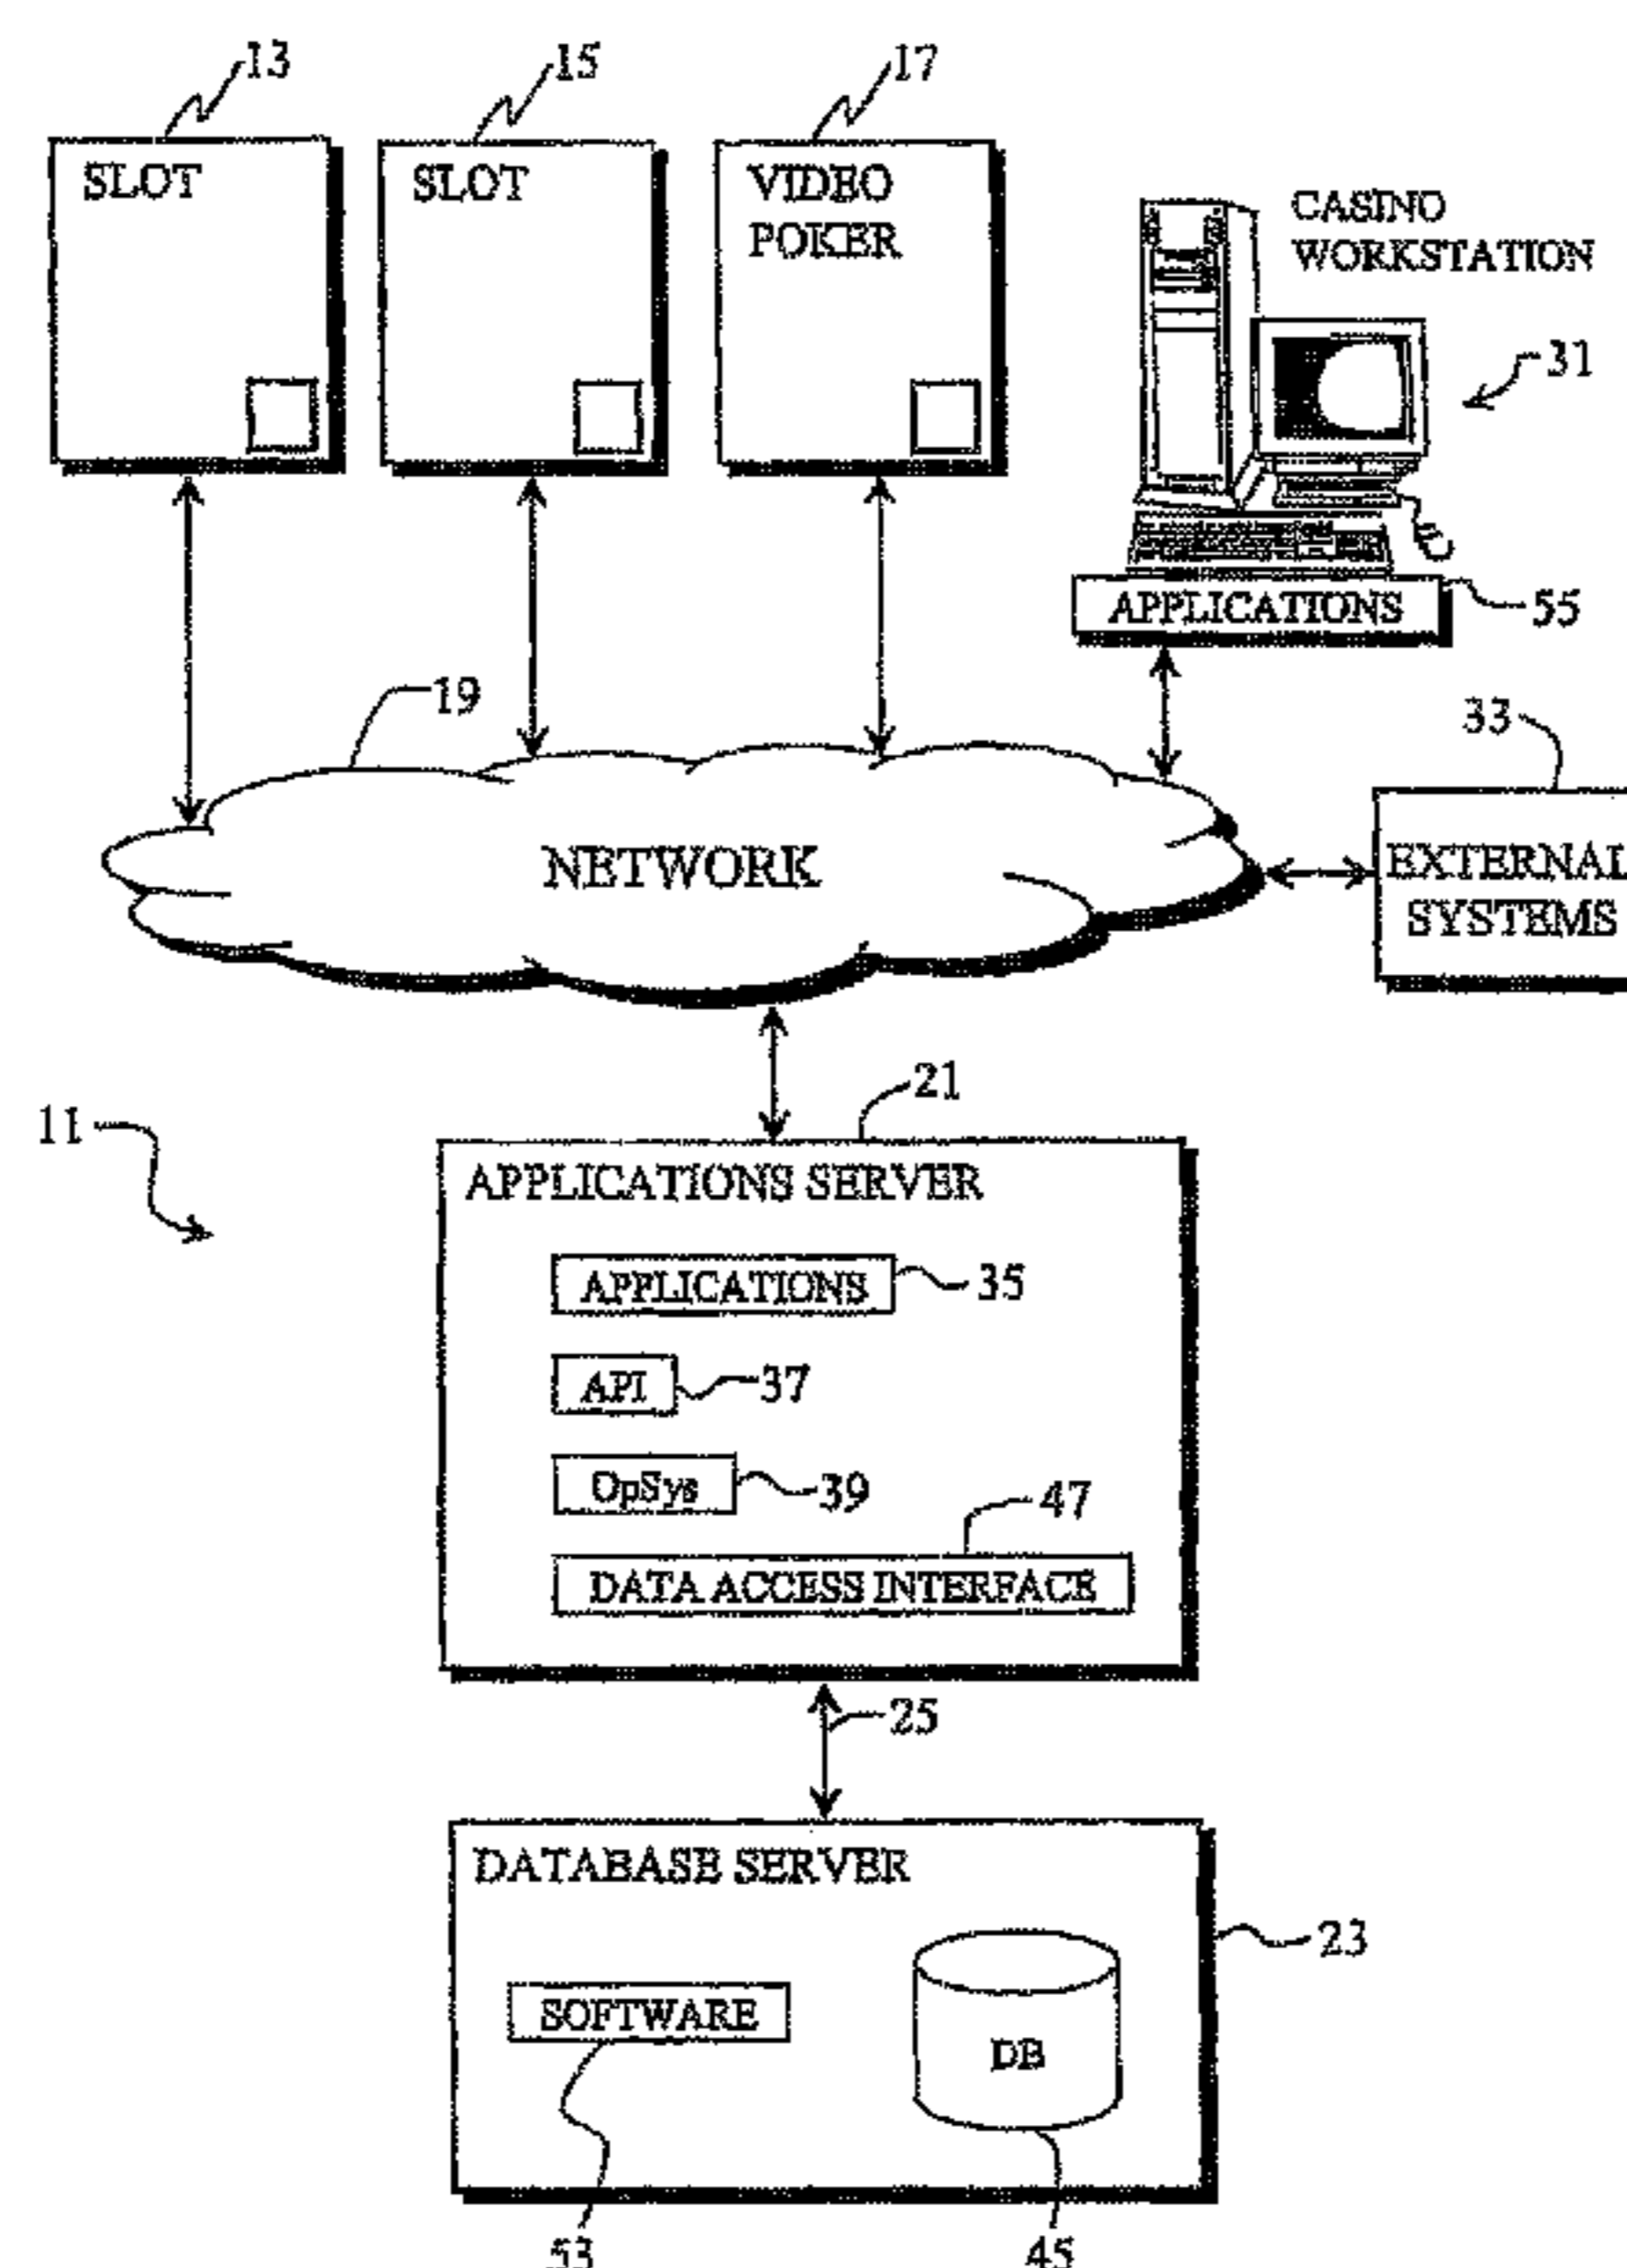 13
15
17
SLOT
SLOT
VIDEO
POKER
CASINO
WORKSTATION
31
APPLICATIONS
55
19
33
NETWORK
EXTERNAL
SYSTEMS
11
21
APPLICATIONS SERVER
APPLICATIONS
35
API
37
OpSys
39
47
DATA ACCESS INTERFACE
25
DATABASE SERVER
23
SOFTWARE
DB
53
45